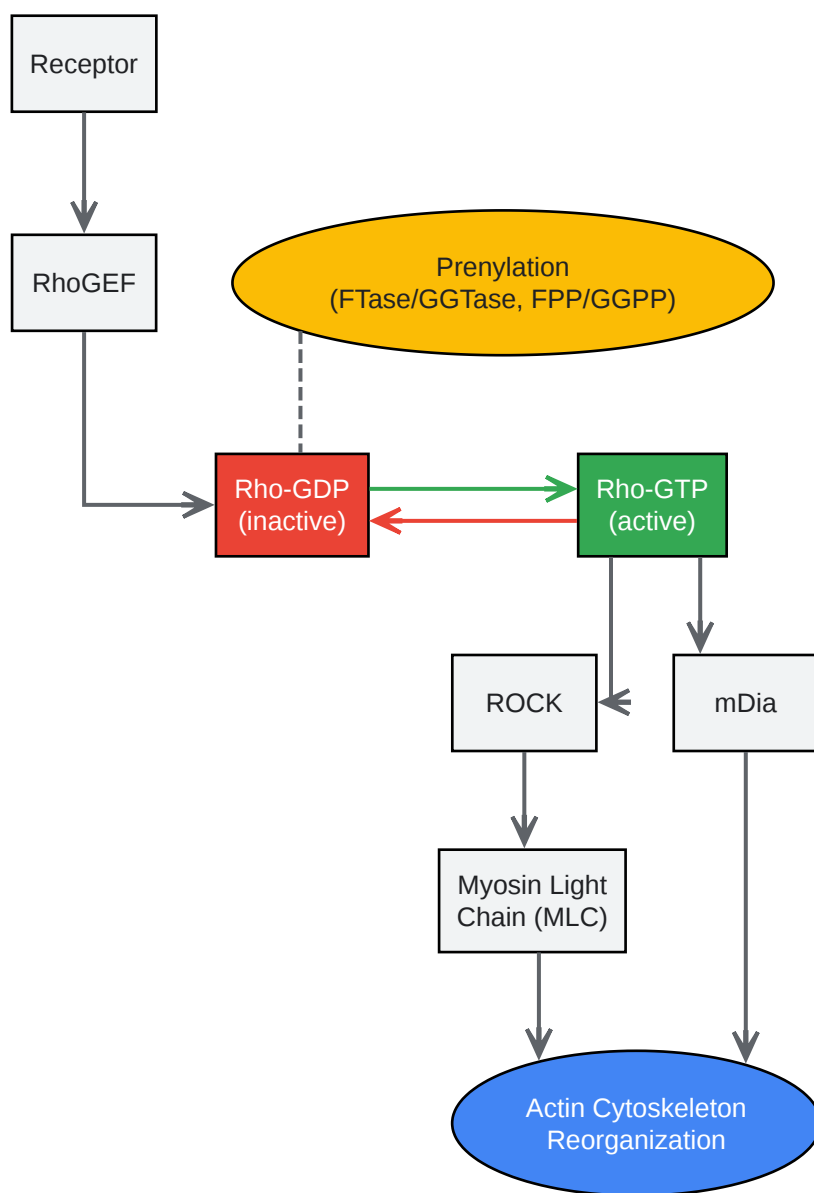 Receptor
RhoGEF
Prenylation
(FTase/GGTase, FPP/GGPP)
Rho-GDP
(inactive)
Rho-GTP
(active)
ROCK
mDia
Myosin Light
Chain (MLC)
Actin Cytoskeleton
Reorganization